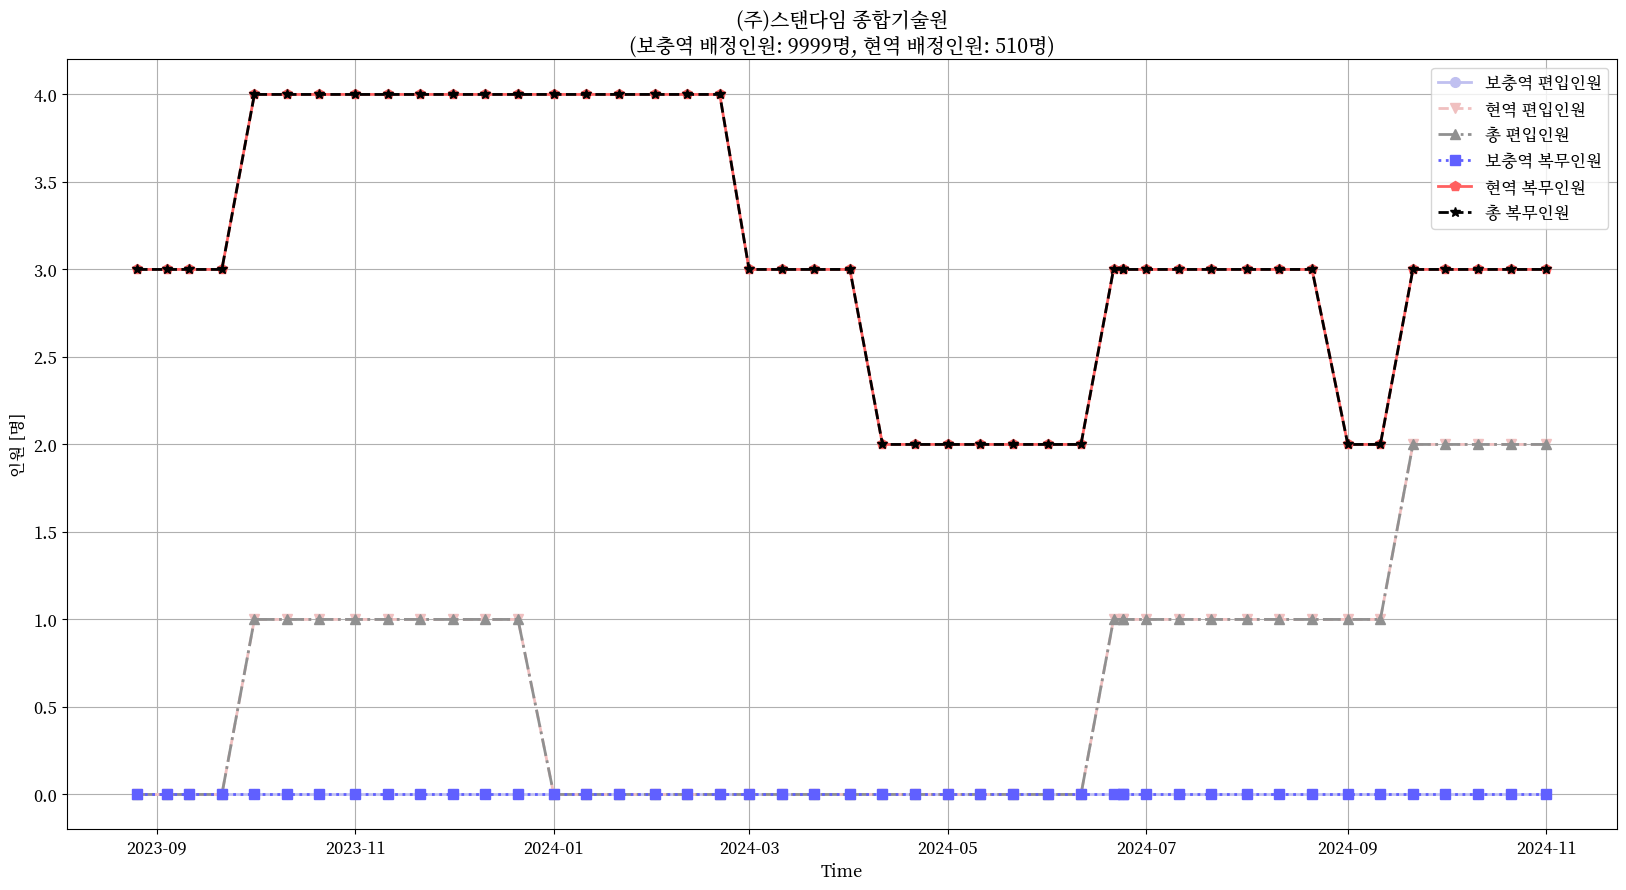 (주)스탠다임 종합기술원
(보충역 배정인원: 9999명, 현역 배정인원: 510명)
보충역 편입인원
현역 편입인원
총 편입인원
보충역 복무인원
현역 복무인원
총 복무인원
4.0
3.5
3.0
2.5
2.0
1.5
1.0
0.5
0.0
인원 [명]
2023-09 2023-11 2024-01 2024-03 2024-05 2024-07 2024-09 2024-11
Time